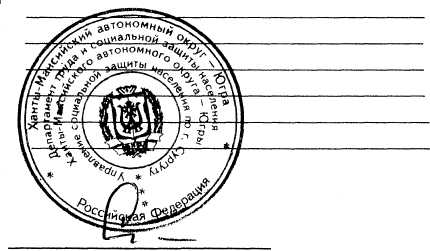 Ханты-Мансийский автономный округ – Югра
Российская Федерация
Департамент труда и социальной защиты населения
Ханты-Мансийского автономного округа – Югры
Управление социальной защиты населения по г. Сургуту